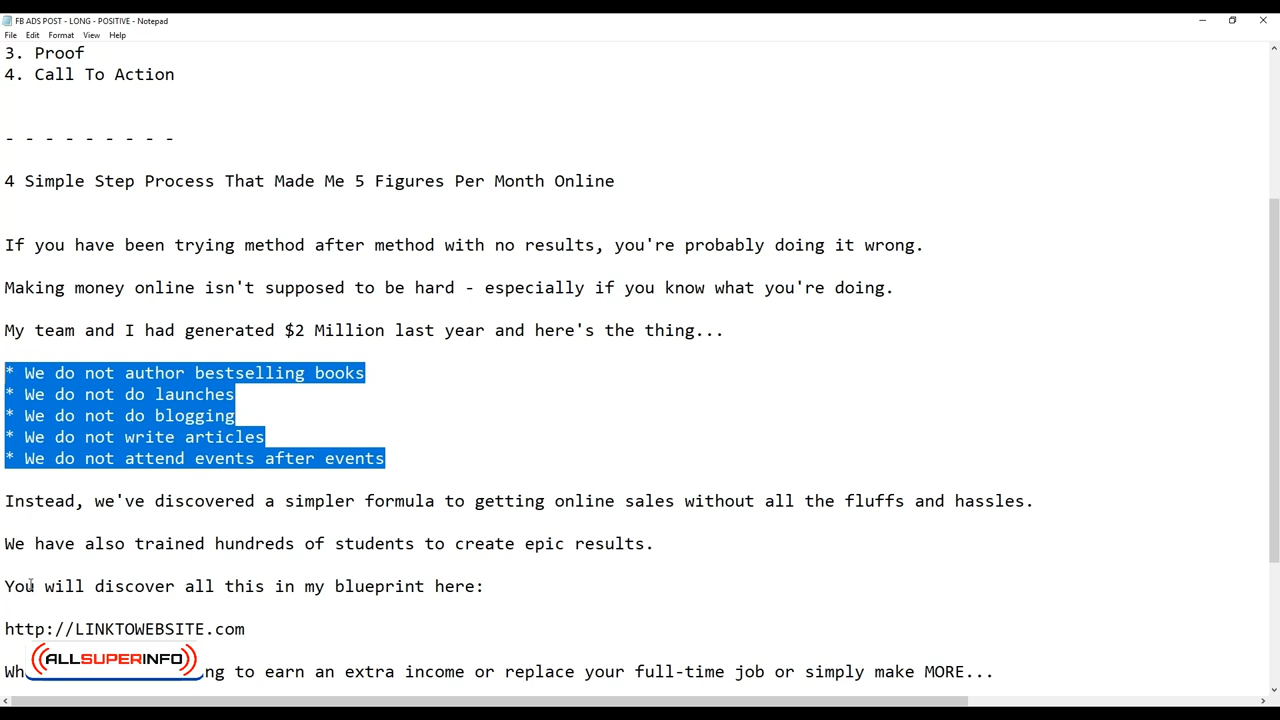 FB ADS POST - LONG - POSITIVE - Notepad
File Edit Format View Help
3. Proof
4. Call To Action
- - - - - - - - -
4 Simple Step Process That Made Me 5 Figures Per Month Online
If you have been trying method after method with no results, you're probably doing it wrong.
Making money online isn't supposed to be hard - especially if you know what you're doing.
My team and I had generated $2 Million last year and here's the thing...
* We do not author bestselling books
* We do not do launches
* We do not do blogging
* We do not write articles
* We do not attend events after events
Instead, we've discovered a simpler formula to getting online sales without all the fluffs and hassles.
We have also trained hundreds of students to create epic results.
You will discover all this in my blueprint here:
http://LINKTOWEBSITE.com
ALLSUPERINFO
to earn an extra income or replace your full-time job or simply make MORE...